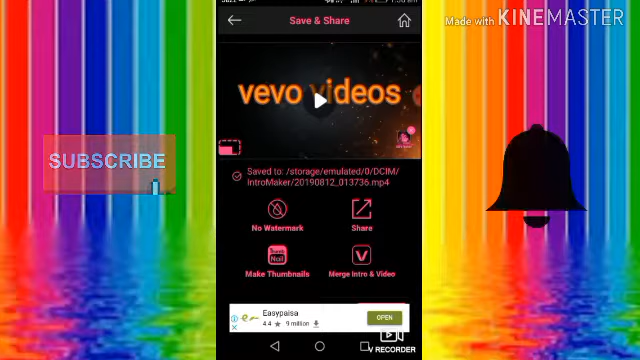 Save & Share
Made with KINEMASTER
vevo videos
SUBSCRIBE
Saved to: /storage/emulated/0/DCIM/
IntroMaker/20190812_013736.mp4
No Watermark
Share
Nail
Make Thumbnails
Merge Intro & Video
Easypaisa
4.4 ★ 9 million
OPEN
V RECORDER